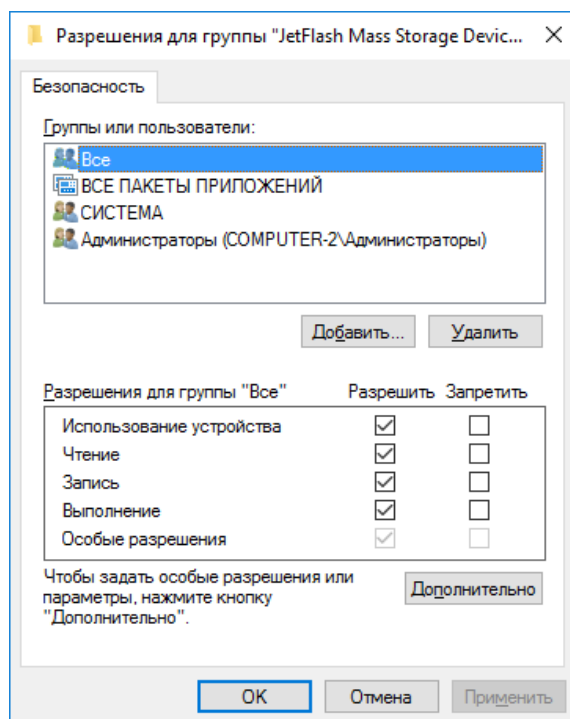 Разрешения для группы "JetFlash Mass Storage Devic...
Безопасность
Группы или пользователи:
Все
ВСЕ ПАКЕТЫ ПРИЛОЖЕНИЙ
СИСТЕМА
Администраторы (COMPUTER-2\Администраторы)
Добавить...
Удалить
Разрешения для группы "Все" Разрешить Запретить
Использование устройства
Чтение
Запись
Выполнение
Особые разрешения
Чтобы задать особые разрешения или
параметры, нажмите кнопку
"Дополнительно".
Дополнительно
OK
Отмена
Применить